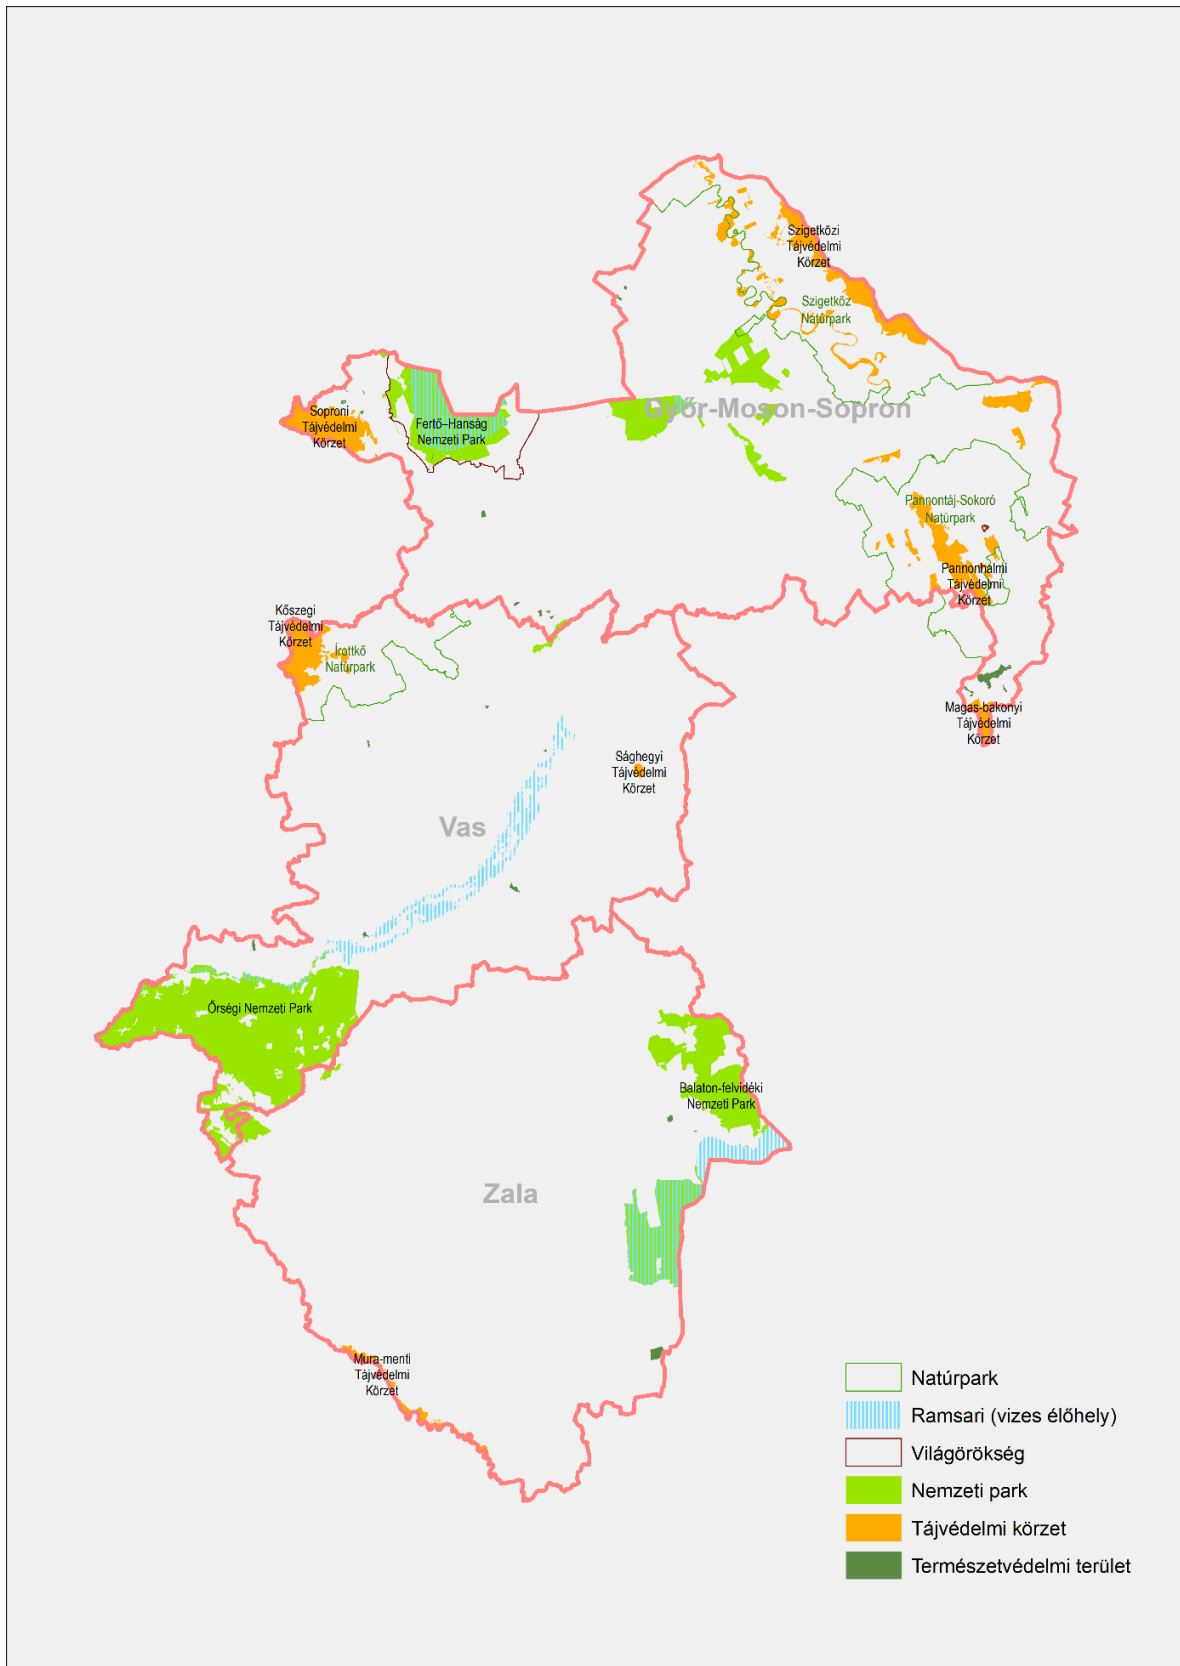 Szigetközi
Tájvédelmi
Körzet
Szigetköz
Natúrpark
Győr-Moson-Sopron
Soproni
Tájvédelmi
Körzet
Fertő–Hanság
Nemzeti Park
Pannontáj-Sokoró
Natúrpark
Pannonhalmi
Tájvédelmi
Körzet
Kőszegi
Tájvédelmi
Körzet
Írottkő
Natúrpark
Magas-bakonyi
Tájvédelmi
Körzet
Sághegyi
Tájvédelmi
Körzet
Vas
Őrségi Nemzeti Park
Balaton-felvidéki
Nemzeti Park
Zala
Mura-menti
Tájvédelmi
Körzet
Natúrpark
Ramsari (vizes élőhely)
Világörökség
Nemzeti park
Tájvédelmi körzet
Természetvédelmi terület